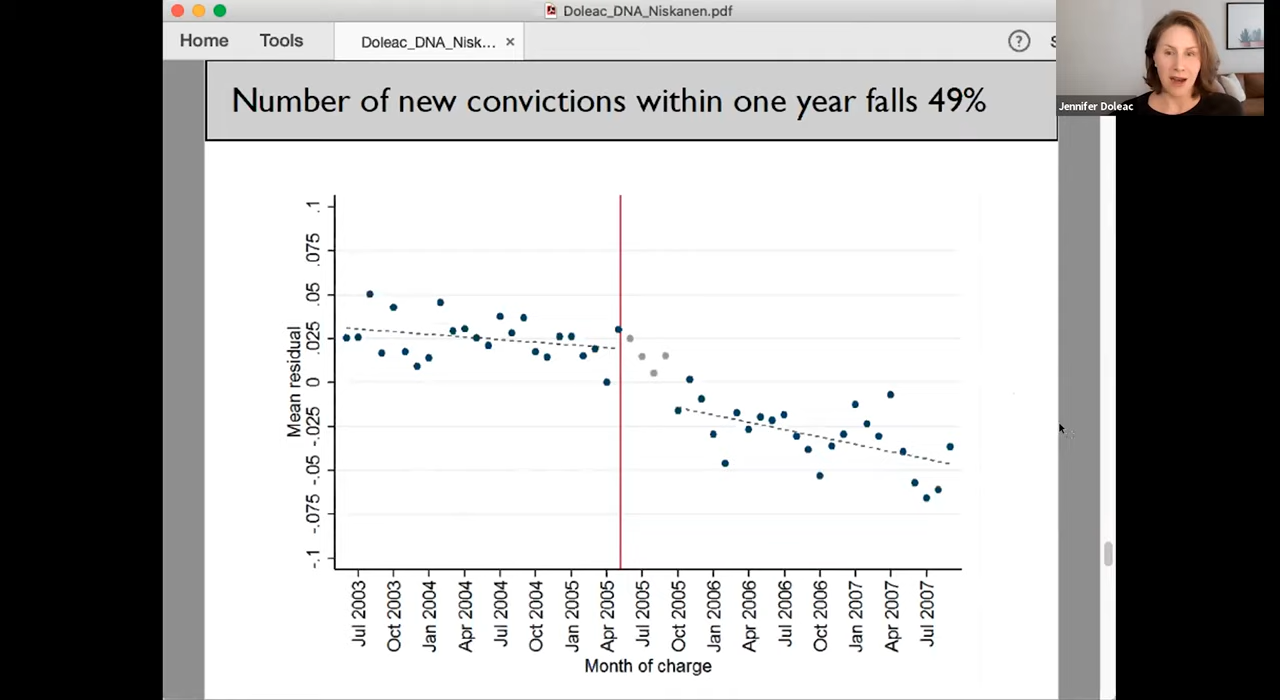 Doleac_DNA_Niskanen.pdf
Home Tools Doleac_DNA_Nisk... × ?
Jennifer Doleac
Number of new convictions within one year falls 49%
.1
.075
.05
.025
0
-.025
-.05
-.075
-.1
Mean residual
Jul 2003
Oct 2003
Jan 2004
Apr 2004
Jul 2004
Oct 2004
Jan 2005
Apr 2005
Jul 2005
Oct 2005
Jan 2006
Apr 2006
Jul 2006
Oct 2006
Jan 2007
Apr 2007
Jul 2007
Month of charge